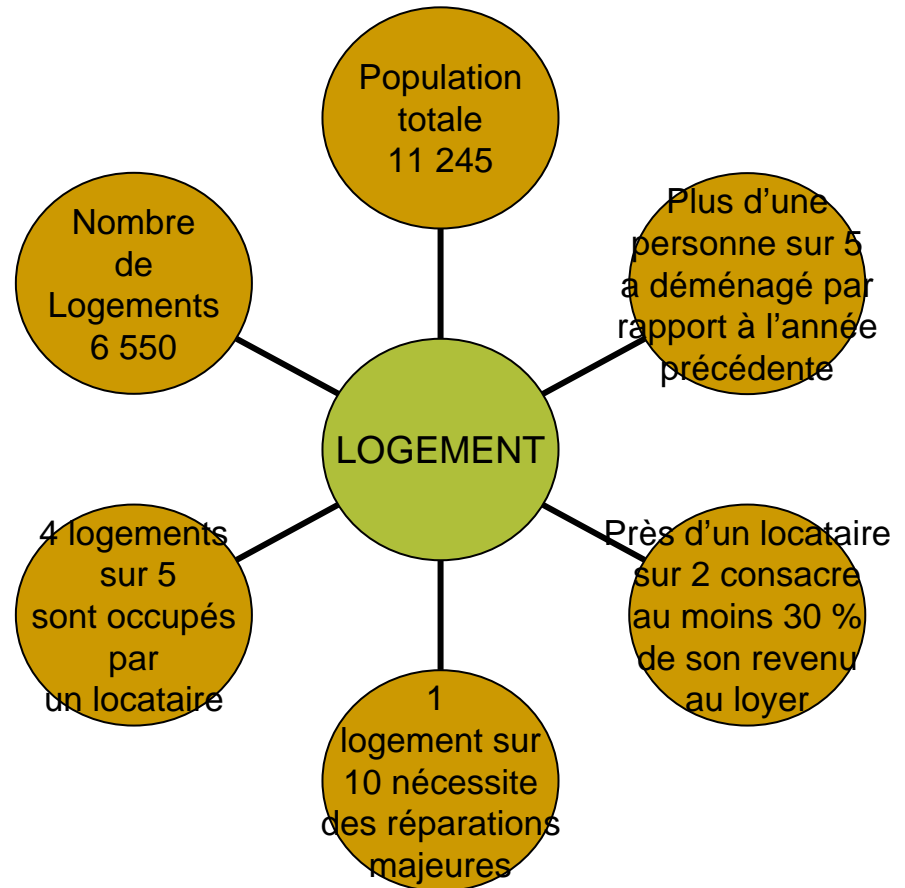 Population
totale
11 245
Plus d’une
personne sur 5
a déménagé par
rapport à l’année
précédente
Nombre
de
Logements
6 550
LOGEMENT
4 logements
sur 5
sont occupés
par
un locataire
Près d’un locataire
sur 2 consacre
au moins 30 %
de son revenu
au loyer
1
logement sur
10 nécessite
des réparations
majeures